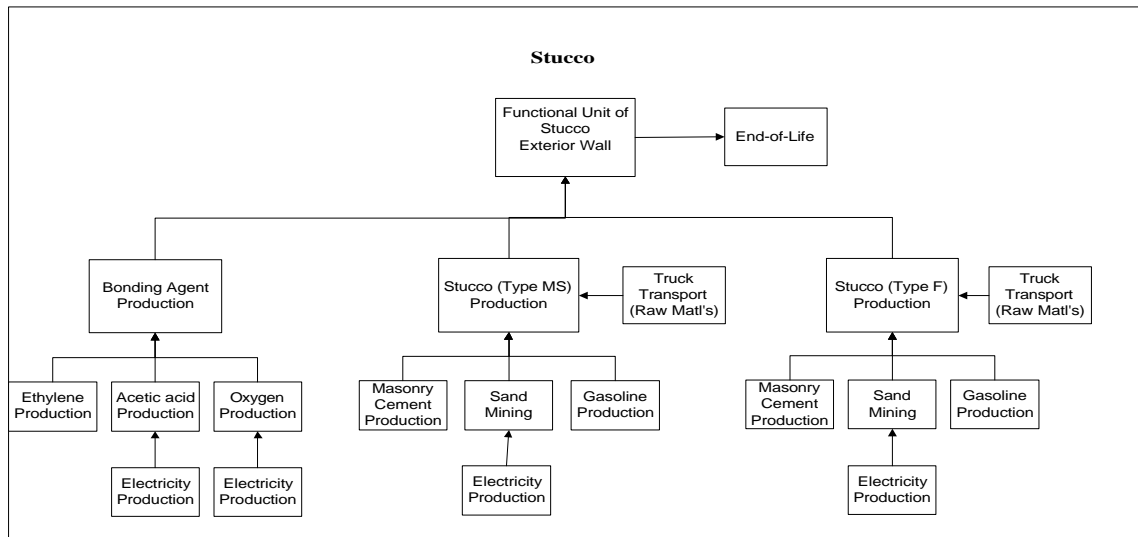 Stucco
Functional Unit of
Stucco
Exterior Wall
End-of-Life
Bonding Agent
Production
Stucco (Type MS)
Production
Truck
Transport
(Raw Matl's)
Stucco (Type F)
Production
Truck
Transport
(Raw Matl's)
Ethylene
Production
Acetic acid
Production
Oxygen
Production
Masonry
Cement
Production
Sand
Mining
Gasoline
Production
Masonry
Cement
Production
Sand
Mining
Gasoline
Production
Electricity
Production
Electricity
Production
Electricity
Production
Electricity
Production